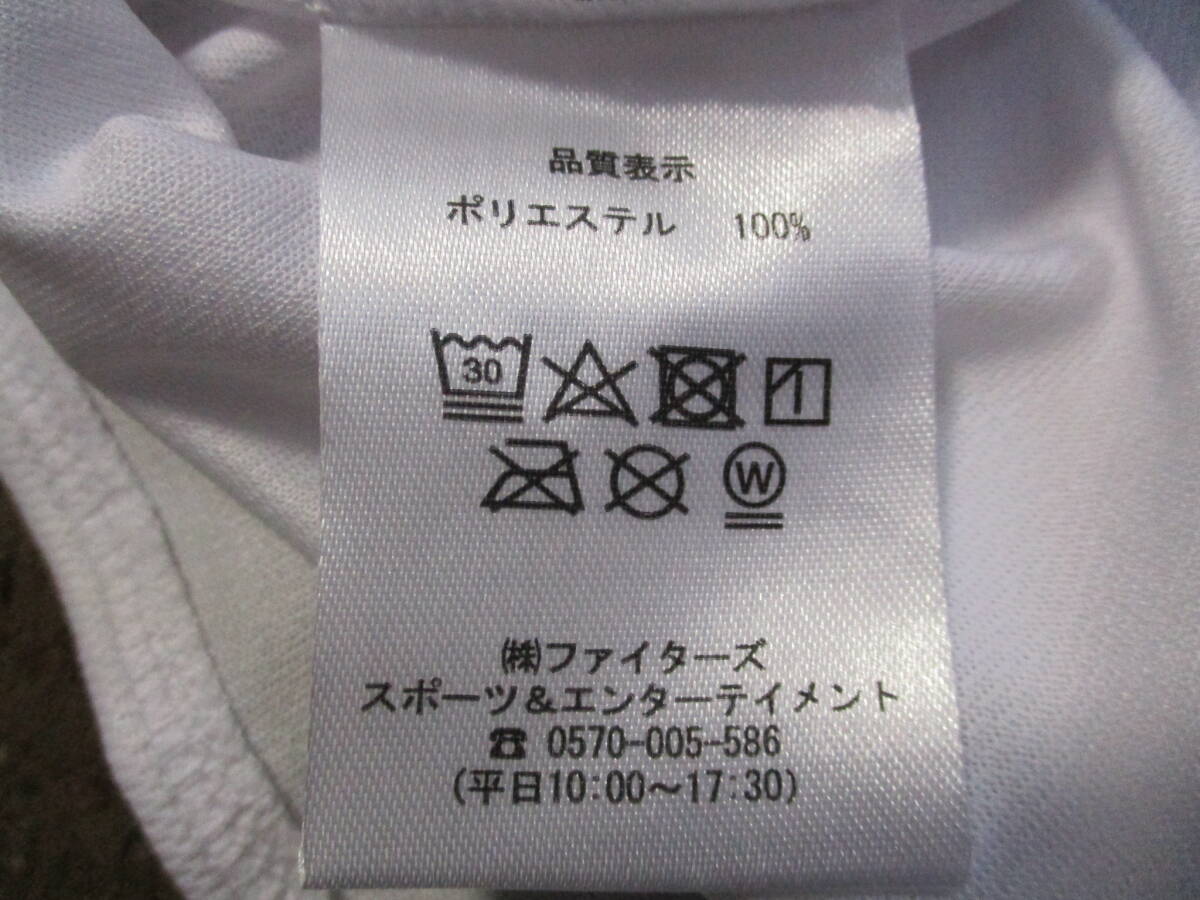 品質表示
ポリエステル 100%
30
W
㈱ファイターズ
スポーツ&エンターテイメント
☎ 0570-005-586
(平日10:00～17:30)